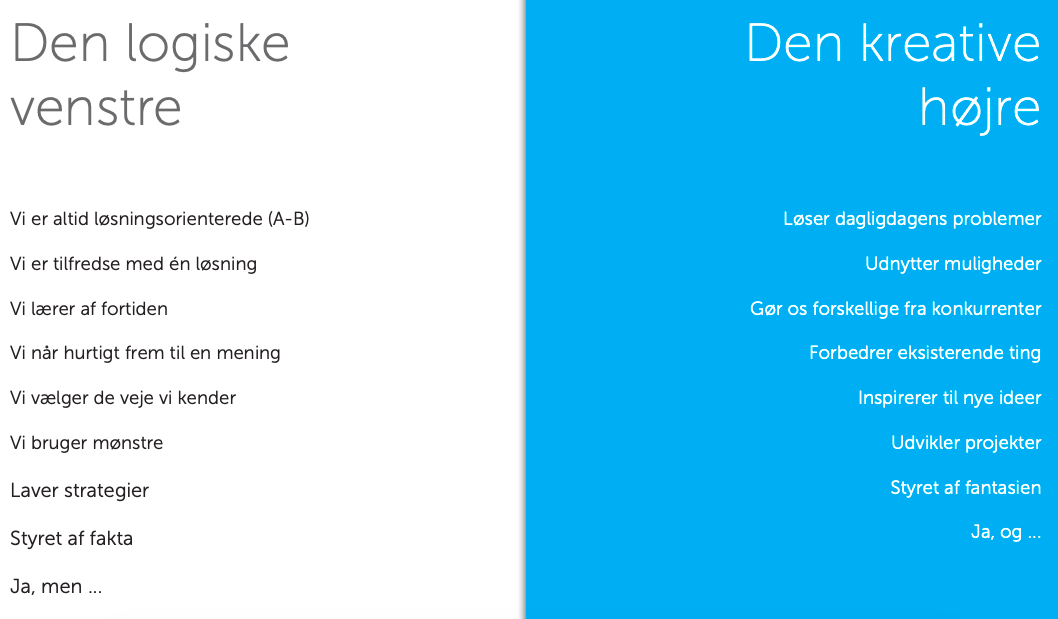 Den logiske
venstre
Vi er altid løsningsorienterede (A-B)
Vi er tilfredse med én løsning
Vi lærer af fortiden
Vi når hurtigt frem til en mening
Vi vælger de veje vi kender
Vi bruger mønstre
Laver strategier
Styret af fakta
Ja, men ...
Den kreative
højre
Løser dagligdagens problemer
Udnytter muligheder
Gør os forskellige fra konkurrenter
Forbedrer eksisterende ting
Inspirerer til nye ideer
Udvikler projekter
Styret af fantasien
Ja, og ...